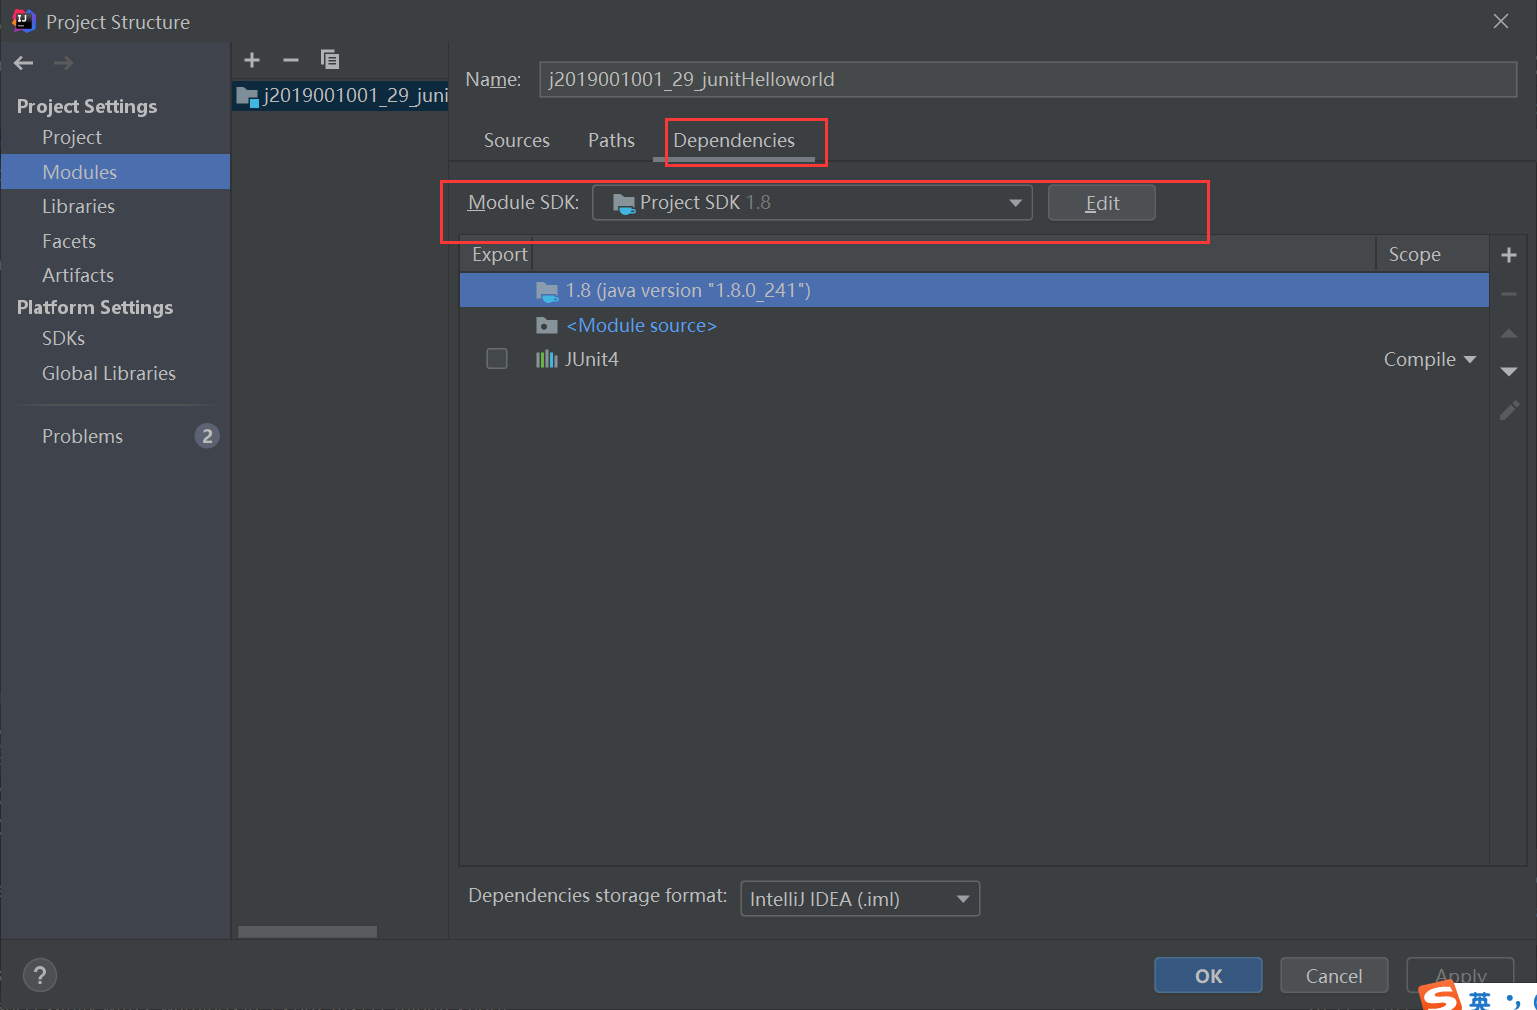 Project Structure
Project Settings
Project
Modules
Libraries
Facets
Artifacts
Platform Settings
SDKs
Global Libraries
Problems 2
j2019001001_29_juni
Name: j2019001001_29_junitHelloworld
Sources Paths Dependencies
Module SDK: Project SDK 1.8 Edit
Export Scope
1.8 (java version "1.8.0_241")
<Module source>
JUnit4 Compile
Dependencies storage format: IntelliJ IDEA (.iml)
? OK Cancel Apply
S 英